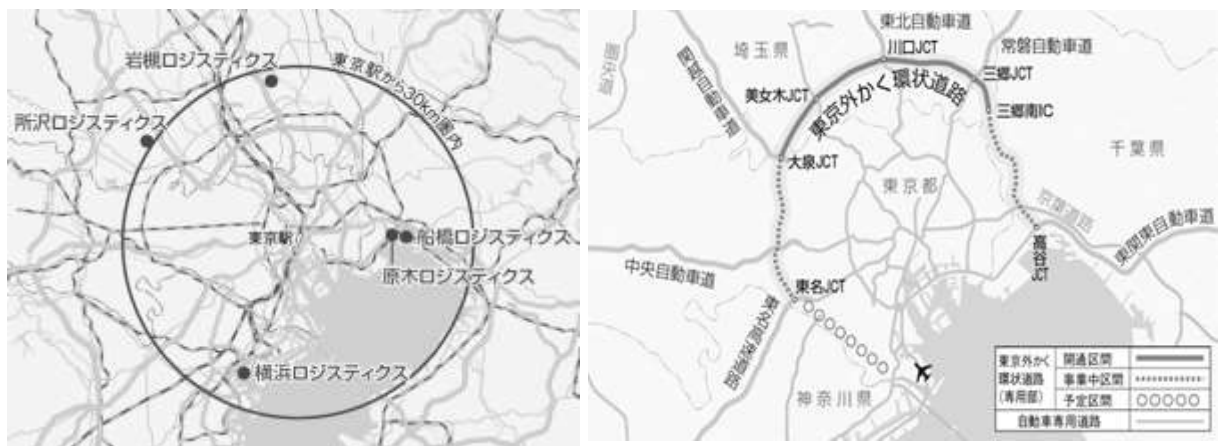 岩槻ロジスティクス
東京駅から30km圏内
所沢ロジスティクス
東京駅
船橋ロジスティクス
原木ロジスティクス
横浜ロジスティクス
東北自動車道
埼玉県
川口JCT
常磐自動車道
関越自動車道
美女木JCT
東京外かく環状道路
三郷JCT
三郷南IC
大泉JCT
千葉県
東京都
京葉道路
東関東自動車道
高谷JCT
中央自動車道
東名JCT
東名高速道路
神奈川県
東京外かく環状道路(専用部)
開通区間
事業中区間
予定区間
自動車専用道路